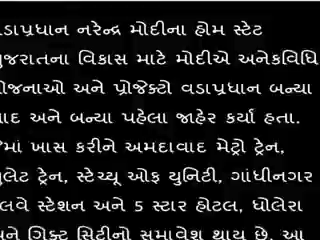 વડાપ્રધાન નરેન્દ્ર મોદીના હોમ સ્ટેટ
ગુજરાતના વિકાસ માટે મોદીએ અનેકવિધિ
યોજનાઓ અને પ્રોજેક્ટો વડાપ્રધાન બન્યા
બાદ અને બન્યા પહેલા જાહેર કર્યા હતા.
જેમાં ખાસ કરીને અમદાવાદ મેટ્રો ટ્રેન,
બુલેટ ટ્રેન, સ્ટેચ્યૂ ઓફ યુનિટી, ગાંધીનગર
રેલવે સ્ટેશન અને 5 સ્ટાર હોટલ, ધોલેરા
અને ગિફ્ટ સિટીનો સમાવેશ થાય છે. આ